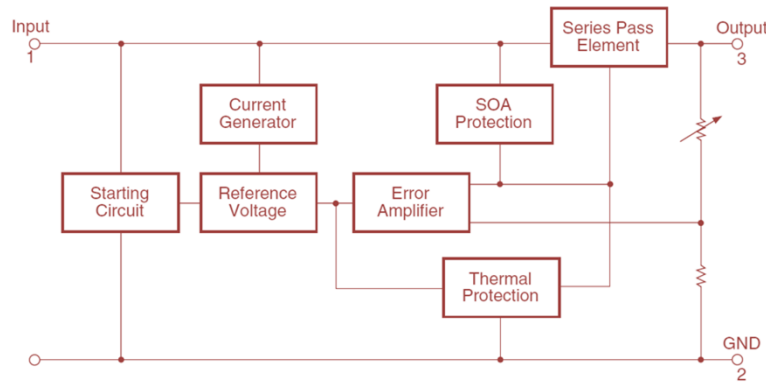 Input
1
Series Pass
Element
Output
3
Current
Generator
SOA
Protection
Starting
Circuit
Reference
Voltage
Error
Amplifier
Thermal
Protection
GND
2